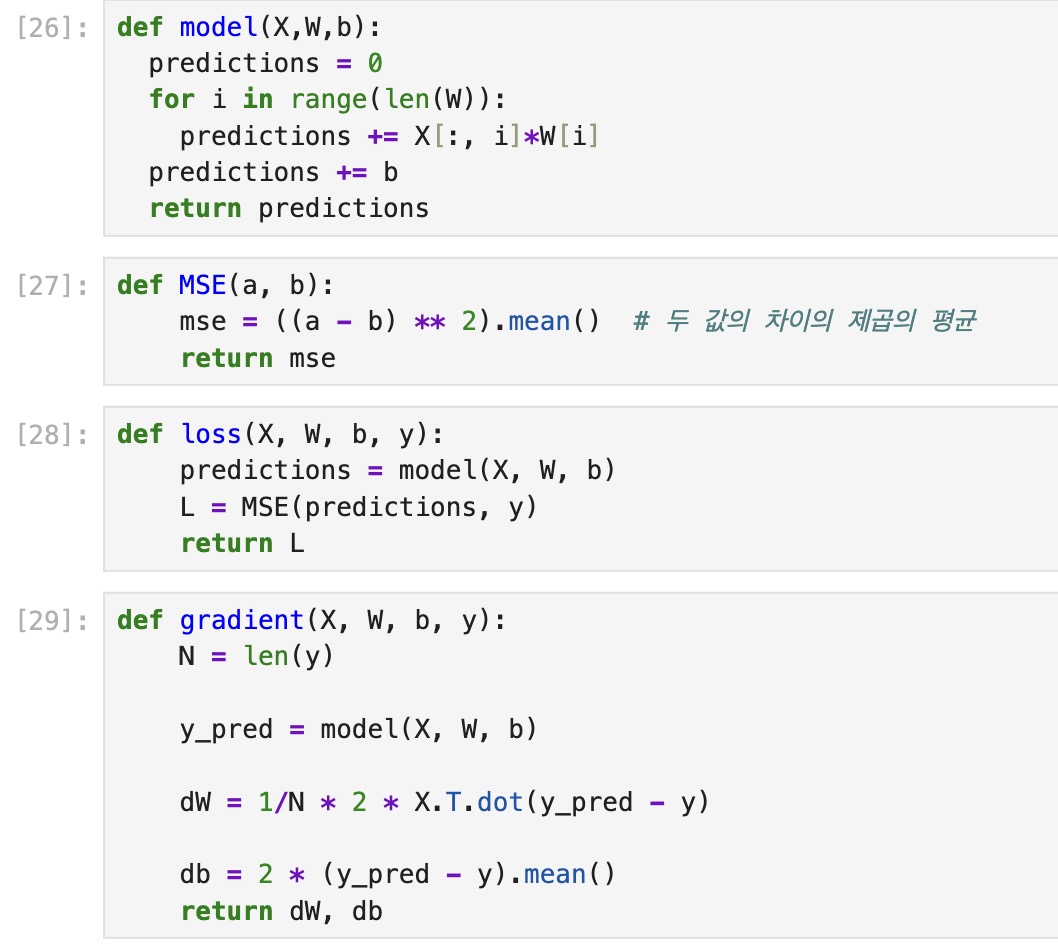 [26]: def model(X,W,b):
  predictions = 0
  for i in range(len(W)):
    predictions += X[:, i]*W[i]
  predictions += b
  return predictions
[27]: def MSE(a, b):
    mse = ((a - b) ** 2).mean()  # 두 값의 차이의 제곱의 평균
    return mse
[28]: def loss(X, W, b, y):
    predictions = model(X, W, b)
    L = MSE(predictions, y)
    return L
[29]: def gradient(X, W, b, y):
    N = len(y)
    y_pred = model(X, W, b)
    dW = 1/N * 2 * X.T.dot(y_pred - y)
    db = 2 * (y_pred - y).mean()
    return dW, db